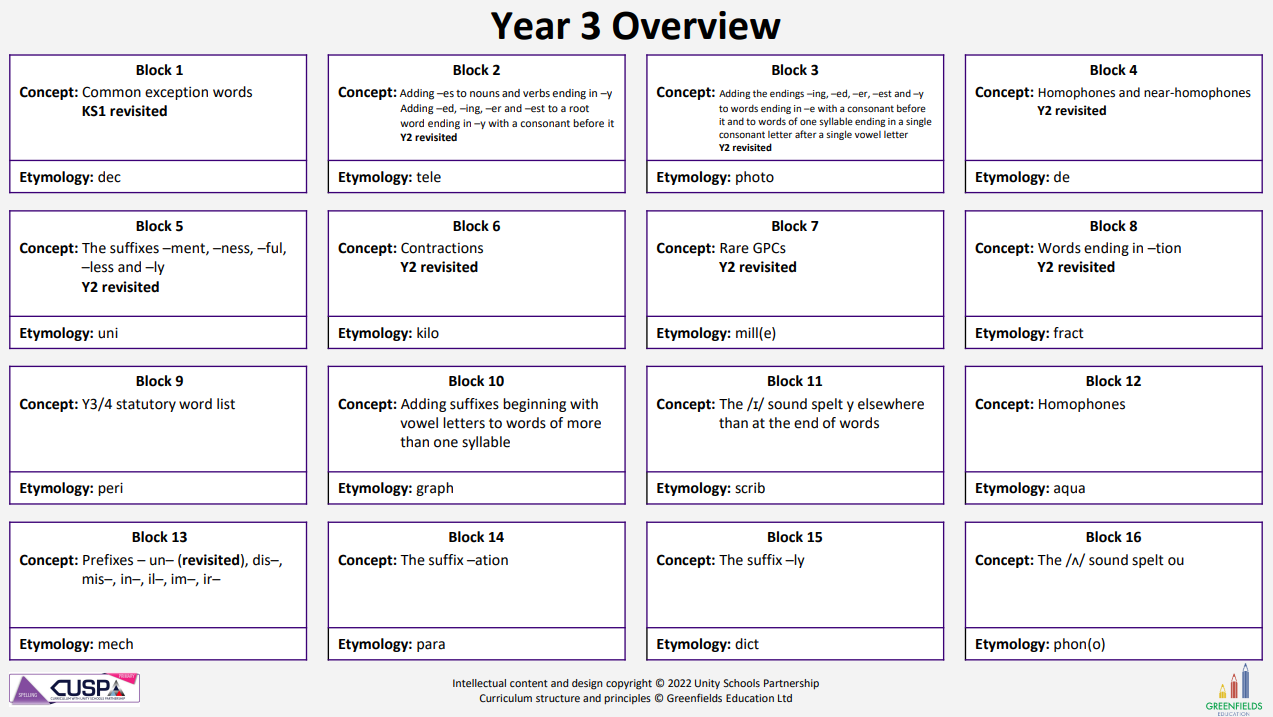 Year 3 Overview
Block 1
Concept: Common exception words
KS1 revisited
Etymology: dec
Block 2
Concept: Adding –es to nouns and verbs ending in –y
Adding –ed, –ing, –er and –est to a root
word ending in –y with a consonant before it
Y2 revisited
Etymology: tele
Block 3
Concept: Adding the endings –ing, –ed, –er, –est and –y
to words ending in –e with a consonant before
it and to words of one syllable ending in a single
consonant letter after a single vowel letter
Y2 revisited
Etymology: photo
Block 4
Concept: Homophones and near-homophones
Y2 revisited
Etymology: de
Block 5
Concept: The suffixes –ment, –ness, –ful,
–less and –ly
Y2 revisited
Etymology: uni
Block 6
Concept: Contractions
Y2 revisited
Etymology: kilo
Block 7
Concept: Rare GPCs
Y2 revisited
Etymology: mill(e)
Block 8
Concept: Words ending in –tion
Y2 revisited
Etymology: fract
Block 9
Concept: Y3/4 statutory word list
Etymology: peri
Block 10
Concept: Adding suffixes beginning with
vowel letters to words of more
than one syllable
Etymology: graph
Block 11
Concept: The /ɪ/ sound spelt y elsewhere
than at the end of words
Etymology: scrib
Block 12
Concept: Homophones
Etymology: aqua
Block 13
Concept: Prefixes – un– (revisited), dis–,
mis–, in–, il–, im–, ir–
Etymology: mech
Block 14
Concept: The suffix –ation
Etymology: para
Block 15
Concept: The suffix –ly
Etymology: dict
Block 16
Concept: The /ʌ/ sound spelt ou
Etymology: phon(o)
SPELLING
CUSP
PRIMARY
CURRICULUM WITH UNITY SCHOOLS PARTNERSHIP
Intellectual content and design copyright © 2022 Unity Schools Partnership
Curriculum structure and principles © Greenfields Education Ltd
GREENFIELDS
EDUCATION